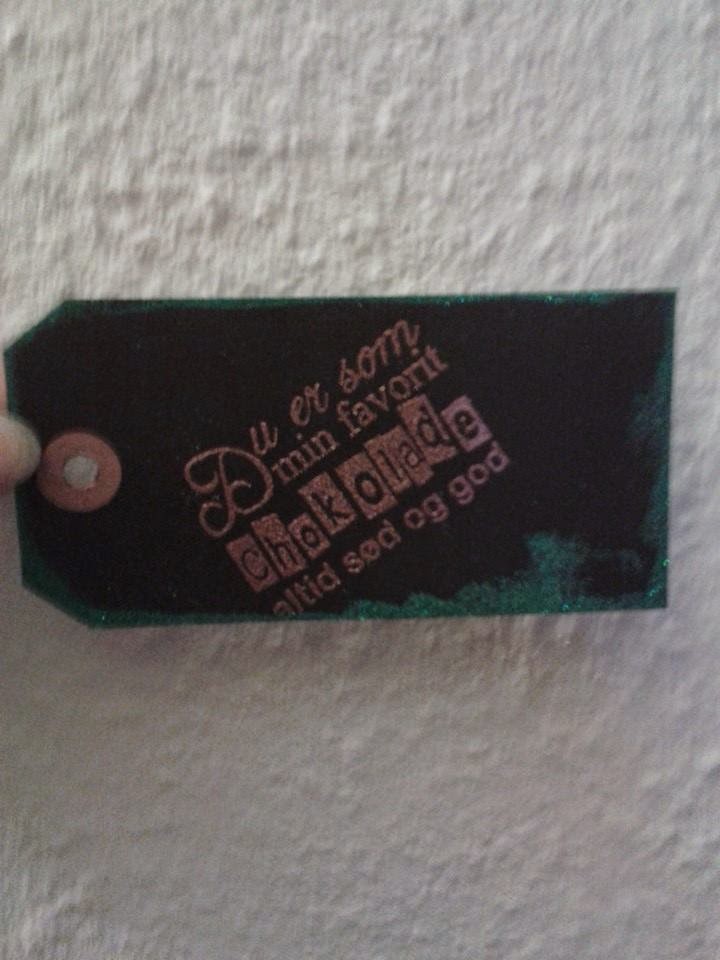 Du er som
min favorit
chokolade
altid sød og god